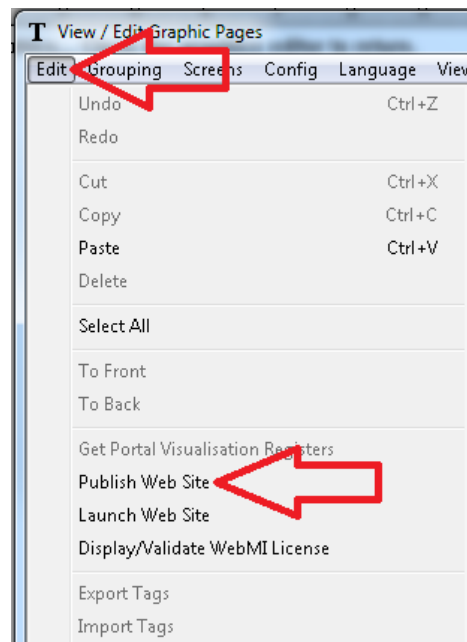 T View / Edit Graphic Pages
Edit Grouping Screens Config Language View
Undo Ctrl+Z
Redo
Cut Ctrl+X
Copy Ctrl+C
Paste Ctrl+V
Delete
Select All
To Front
To Back
Get Portal Visualisation Registers
Publish Web Site
Launch Web Site
Display/Validate WebMI License
Export Tags
Import Tags